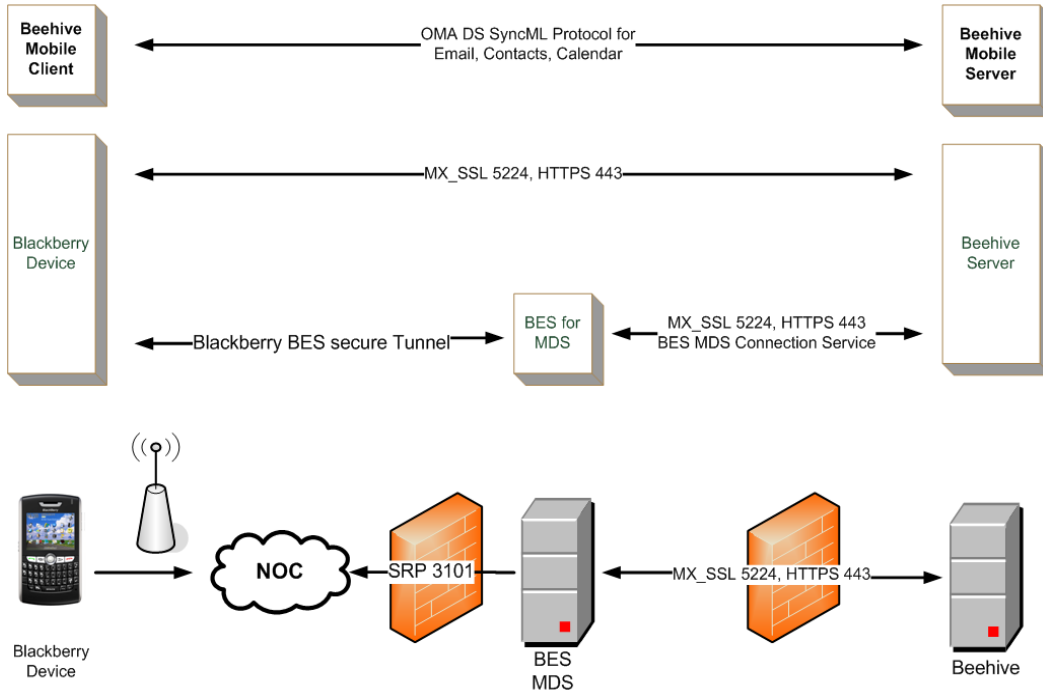 Beehive
Mobile
Client
OMA DS SyncML Protocol for
Email, Contacts, Calendar
Beehive
Mobile
Server
MX_SSL 5224, HTTPS 443
Blackberry
Device
Beehive
Server
Blackberry BES secure Tunnel
BES for
MDS
MX_SSL 5224, HTTPS 443
BES MDS Connection Service
NOC
SRP 3101
MX_SSL 5224, HTTPS 443
Blackberry
Device
BES
MDS
Beehive